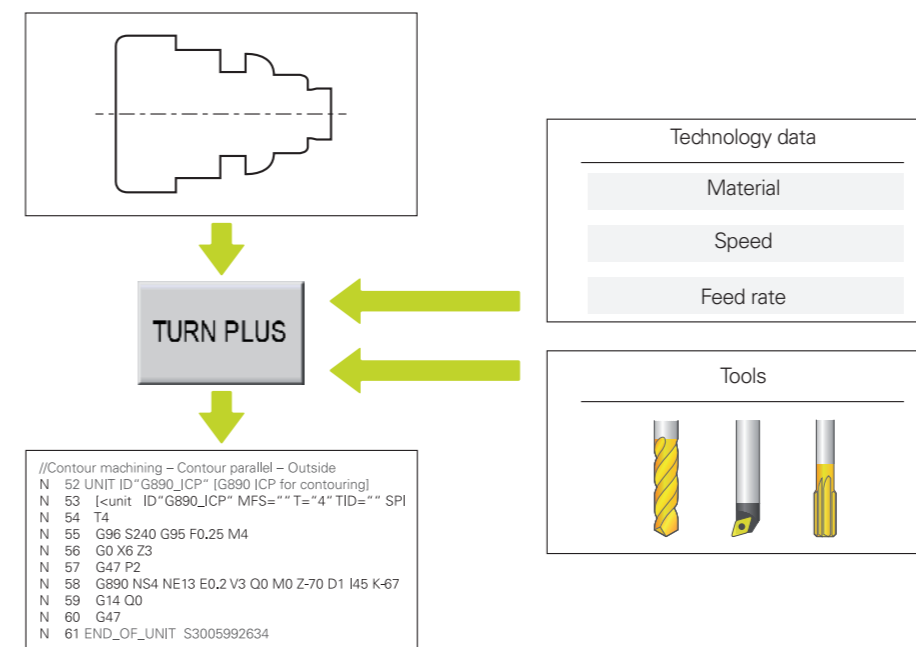 Technology data
Material
Speed
Feed rate
TURN PLUS
Tools
//Contour machining – Contour parallel – Outside
N 52 UNIT ID"G890_ICP" [G890 ICP for contouring]
N 53 [<unit ID"G890_ICP" MFS="" T="4" TID="" SPI
N 54 T4
N 55 G96 S240 G95 F0.25 M4
N 56 G0 X6 Z3
N 57 G47 P2
N 58 G890 NS4 NE13 E0.2 V3 Q0 M0 Z-70 D1 I45 K-67
N 59 G14 Q0
N 60 G47
N 61 END_OF_UNIT S3005992634